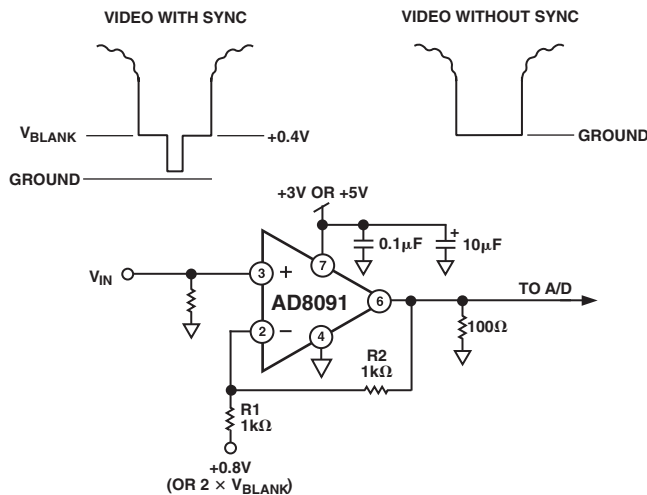 VIDEO WITH SYNC
VIDEO WITHOUT SYNC
VBLANK
+0.4V
GROUND
GROUND
+3V OR +5V
0.1μF
+
10μF
7
VIN
3
+
AD8091
6
TO A/D
2
−
4
100Ω
R2
1kΩ
R1
1kΩ
+0.8V
(OR 2 × VBLANK)